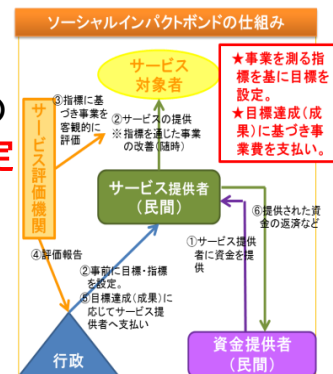 ソーシャルインパクトボンドの仕組み
サービス
対象者
★事業を測る指
標を基に目標を
設定。
★目標達成(成
果)に基づき事
業費を支払い。
の
定
③指標に基
づき事業を
客観的に
評価
②サービスの提供
※指標を通じた事業
の改善(随時)
サービス評価機関
サービス提供者
(民間)
⑥提供された資
金の返済など
①サービス提供
者に資金を提
供
④評価報告
②事前に目標・指標
を設定。
⑤目標達成(成果)に
応じてサービス提
供者へ支払い
行政
資金提供者
(民間)